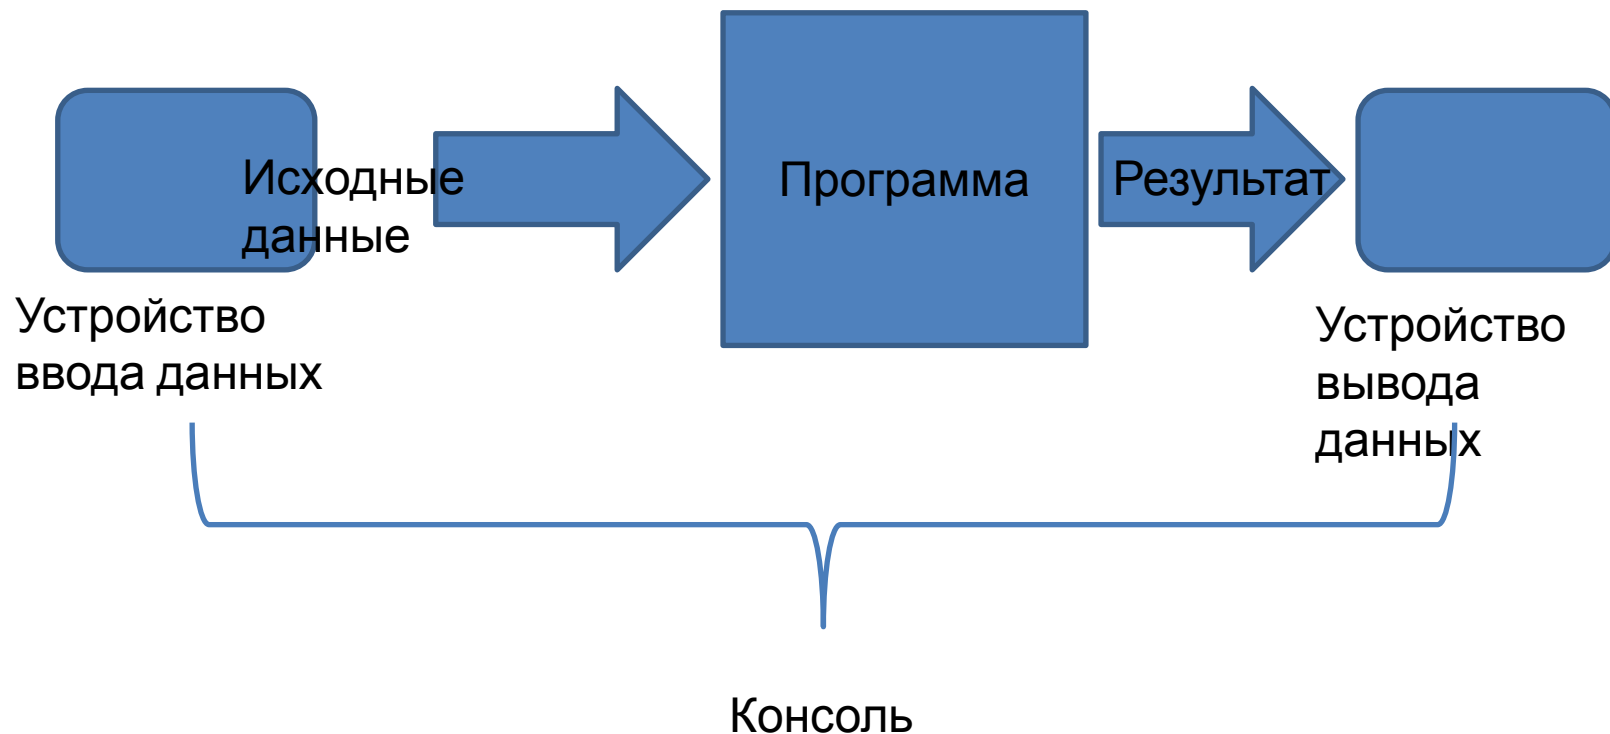 Исходные
данные
Программа
Результат
Устройство
ввода данных
Устройство
вывода
данных
Консоль